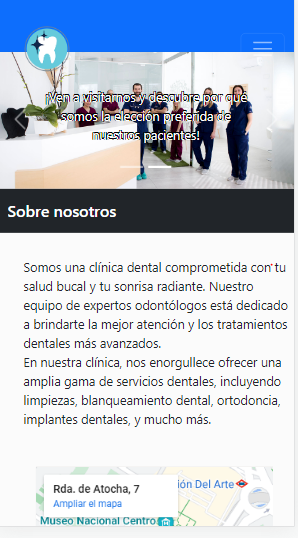 ¡Ven a visitarnos y descubre por qué
somos la elección preferida de
nuestros pacientes!
Sobre nosotros
Somos una clínica dental comprometida con tu
salud bucal y tu sonrisa radiante. Nuestro
equipo de expertos odontólogos está dedicado
a brindarte la mejor atención y los tratamientos
dentales más avanzados.
En nuestra clínica, nos enorgullece ofrecer una
amplia gama de servicios dentales, incluyendo
limpiezas, blanqueamiento dental, ortodoncia,
implantes dentales, y mucho más.
Rda. de Atocha, 7
ión Del Arte
Ampliar el mapa
Museo Nacional Centro